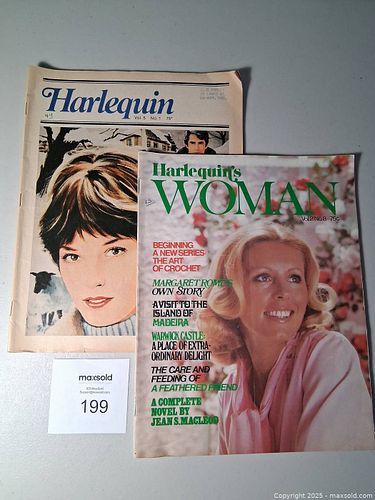 Harlequin
Vol. 5 No. 1 75¢
Harlequin's
WOMAN
Vol.2 No.8-75¢
BEGINNING
A NEW SERIES-
THE ART
OF CROCHET
MARGARET ROME'S
OWN STORY
A VISIT TO THE
ISLAND OF
MADEIRA
WARWICK CASTLE:
A PLACE OF EXTRA-
ORDINARY DELIGHT
THE CARE AND
FEEDING OF
A FEATHERED FRIEND
A COMPLETE
NOVEL BY
JEAN S. MACLEOD
maxsold
199
Copyright 2025 - maxsold.com